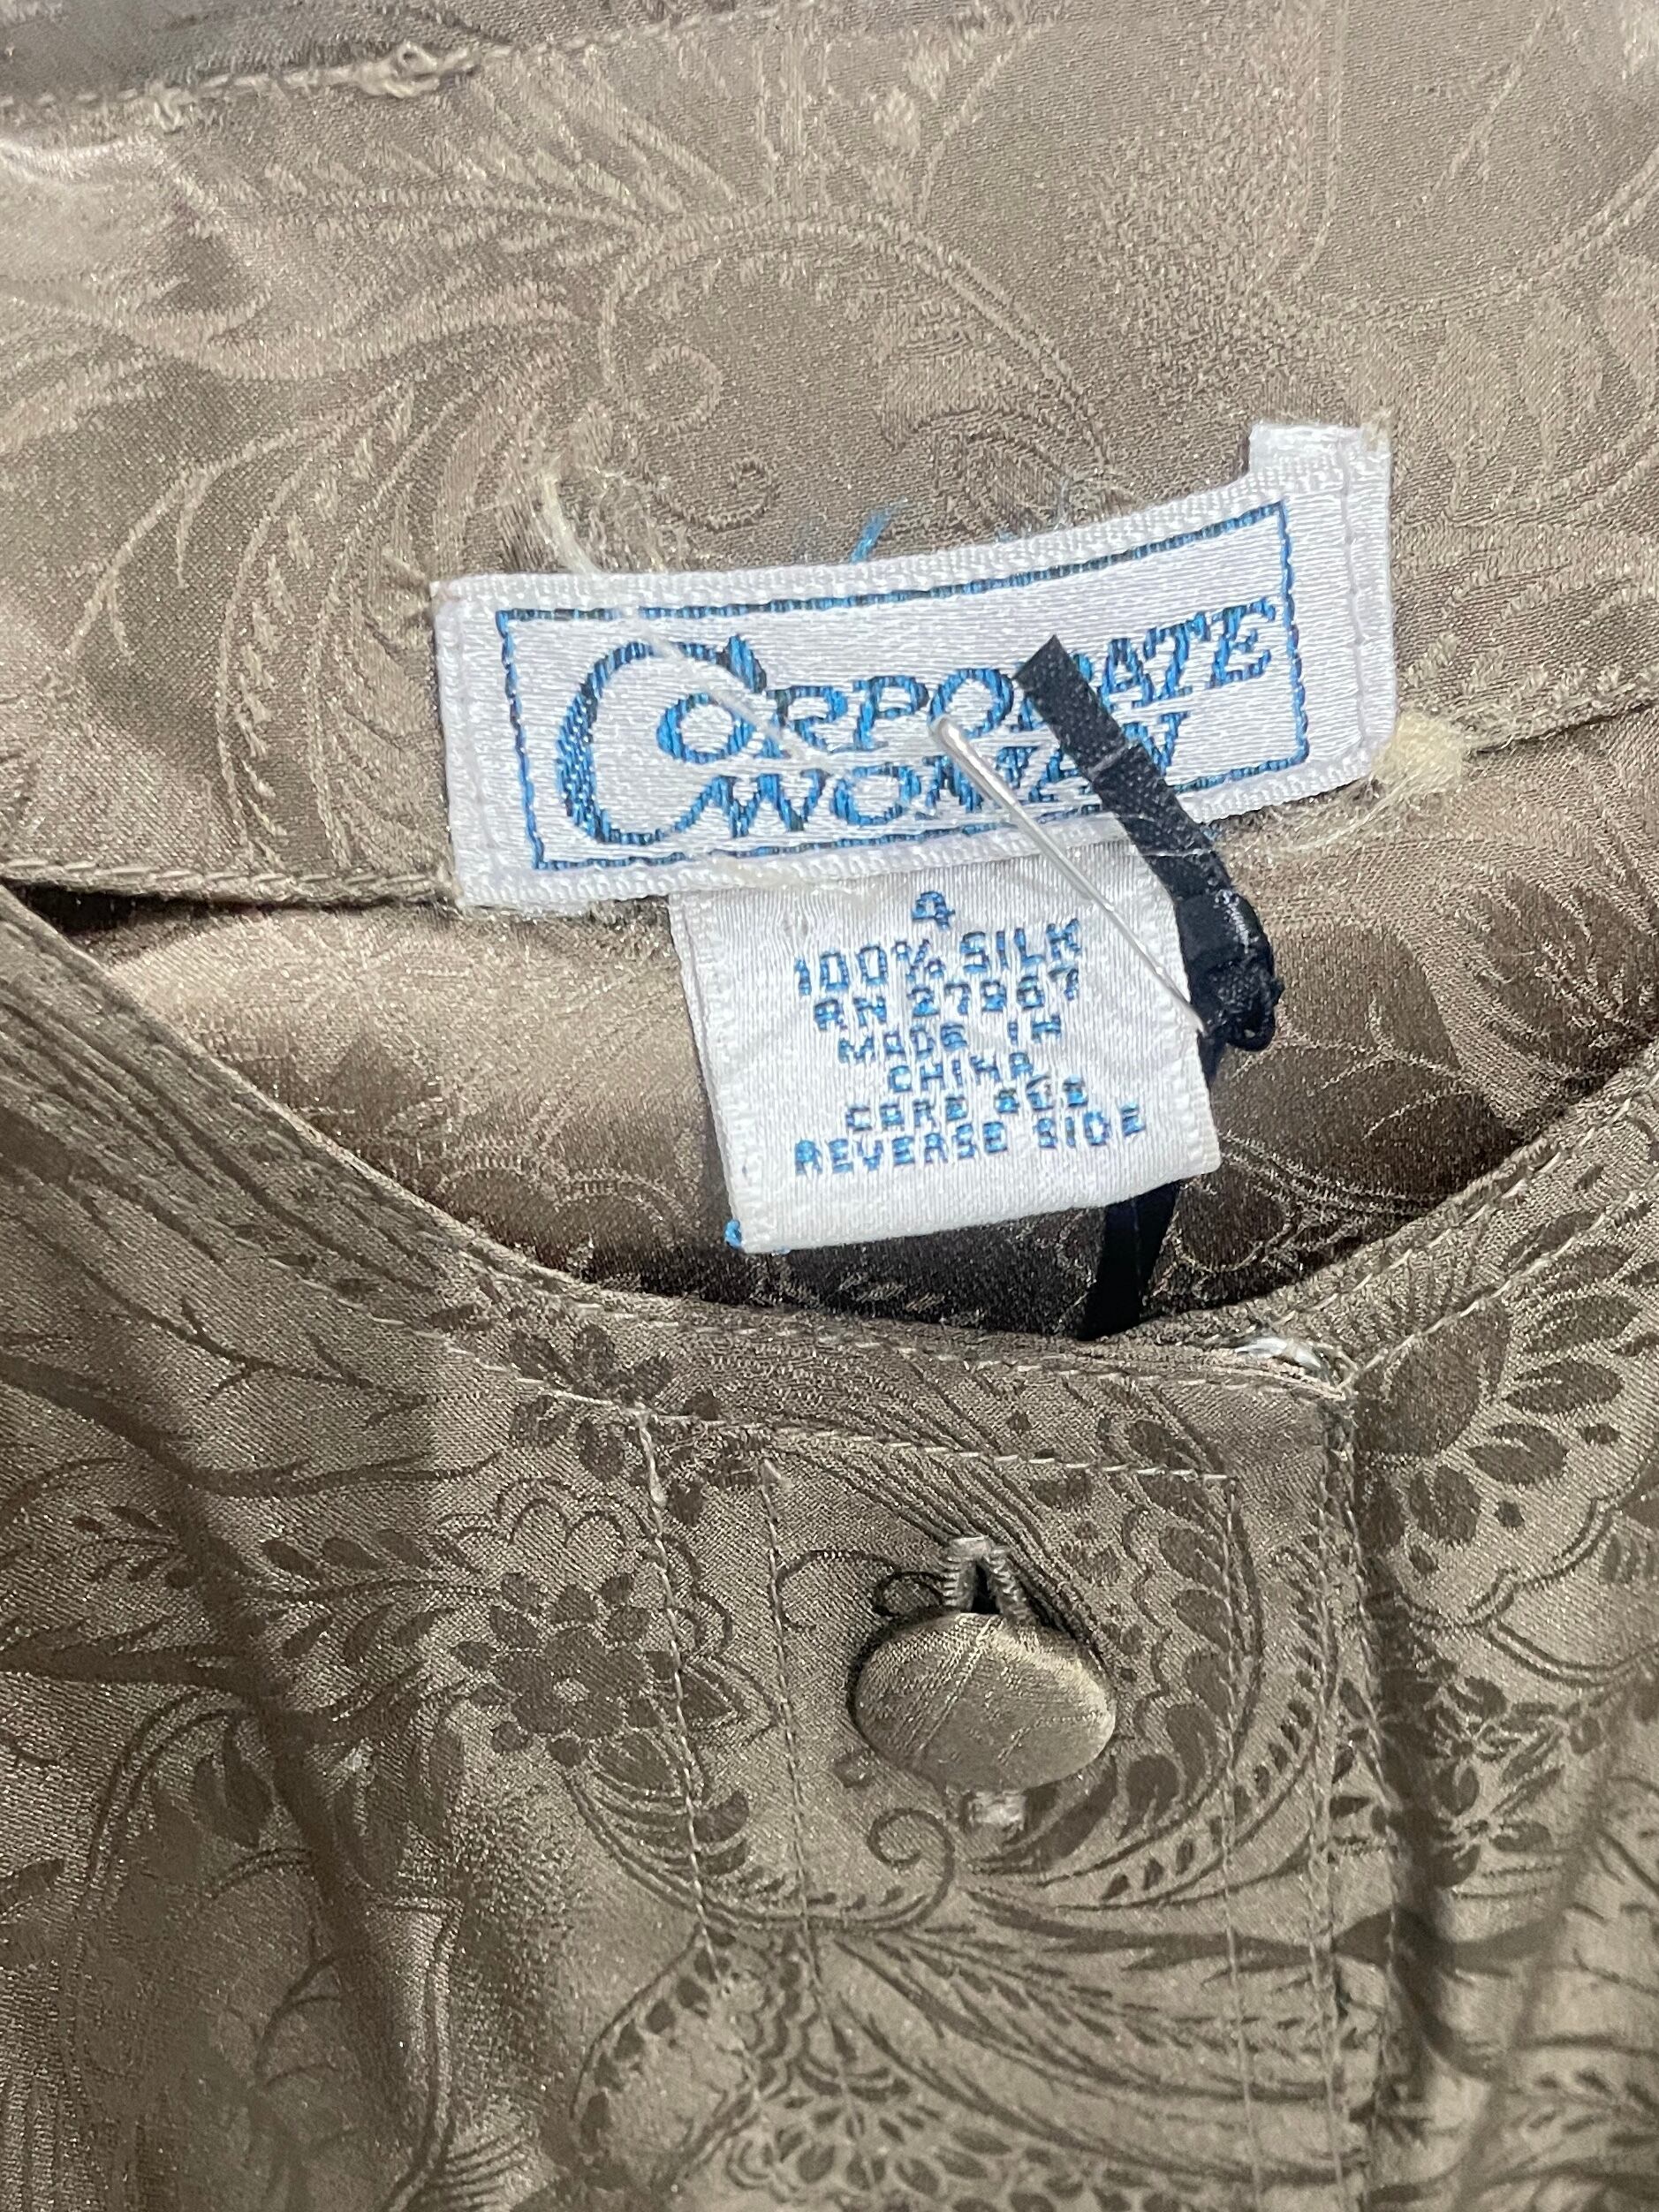 CORPORATE
WOMAN
4
100% SILK
RN 27967
MADE IN
CHINA
CARE SEE
REVERSE SIDE